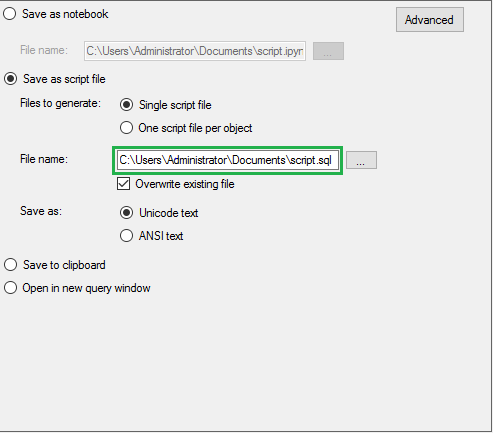 Save as notebook
Advanced
File name: C:\Users\Administrator\Documents\script.ipyn ...
Save as script file
Files to generate: Single script file
One script file per object
File name: C:\Users\Administrator\Documents\script.sql ...
Overwrite existing file
Save as: Unicode text
ANSI text
Save to clipboard
Open in new query window